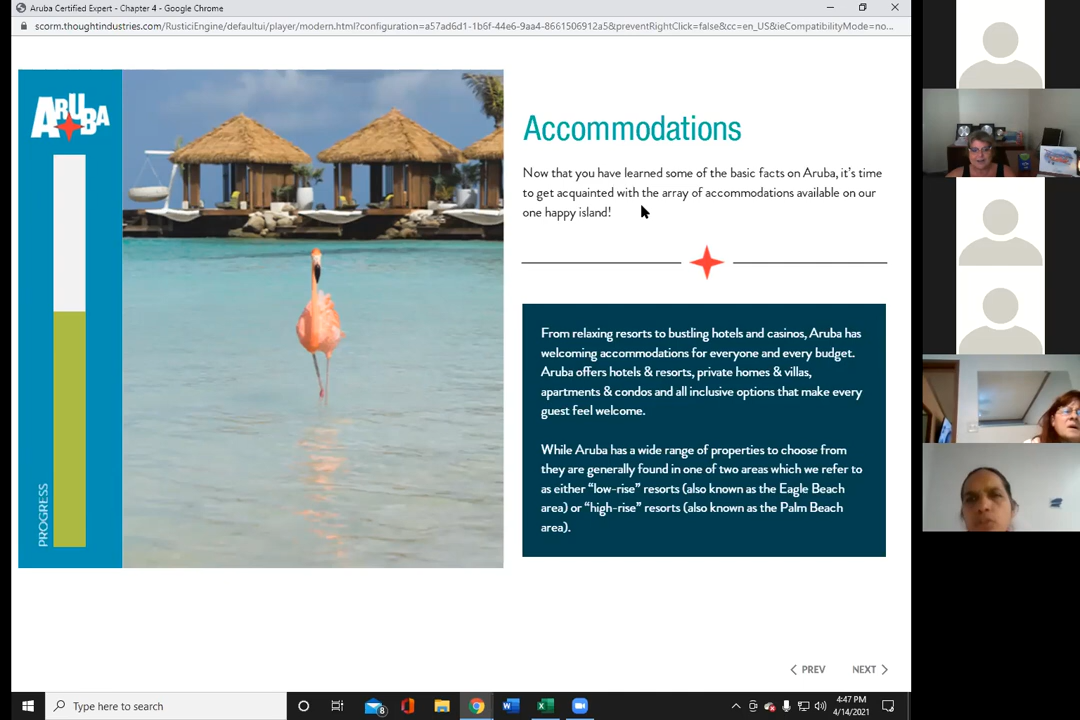 Aruba Certified Expert - Chapter 4 - Google Chrome
scorm.thoughtindustries.com/RusticiEngine/defaultui/player/modern.html?configuration=a57ad6d1-1b6f-44e6-9aa4-8661506912a5&preventRightClick=false&cc=en_US&ieCompatibilityMode=no...
ARUBA
PROGRESS
Accommodations
Now that you have learned some of the basic facts on Aruba, it's time
to get acquainted with the array of accommodations available on our
one happy island!
From relaxing resorts to bustling hotels and casinos, Aruba has
welcoming accommodations for everyone and every budget.
Aruba offers hotels & resorts, private homes & villas,
apartments & condos and all inclusive options that make every
guest feel welcome.
While Aruba has a wide range of properties to choose from
they are generally found in one of two areas which we refer to
as either “low-rise” resorts (also known as the Eagle Beach
area) or “high-rise” resorts (also known as the Palm Beach
area).
PREV
NEXT
Type here to search
8
4:47 PM
4/14/2021